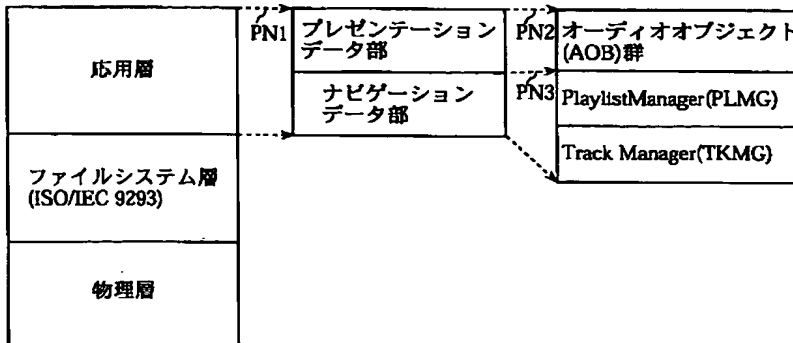 応用層
ファイルシステム層
(ISO/IEC 9293)
物理層
PN1
プレゼンテーション
データ部
ナビゲーション
データ部
PN2
PN3
オーディオオブジェクト
(AOB)群
PlaylistManager(PLMG)
Track Manager(TKMG)